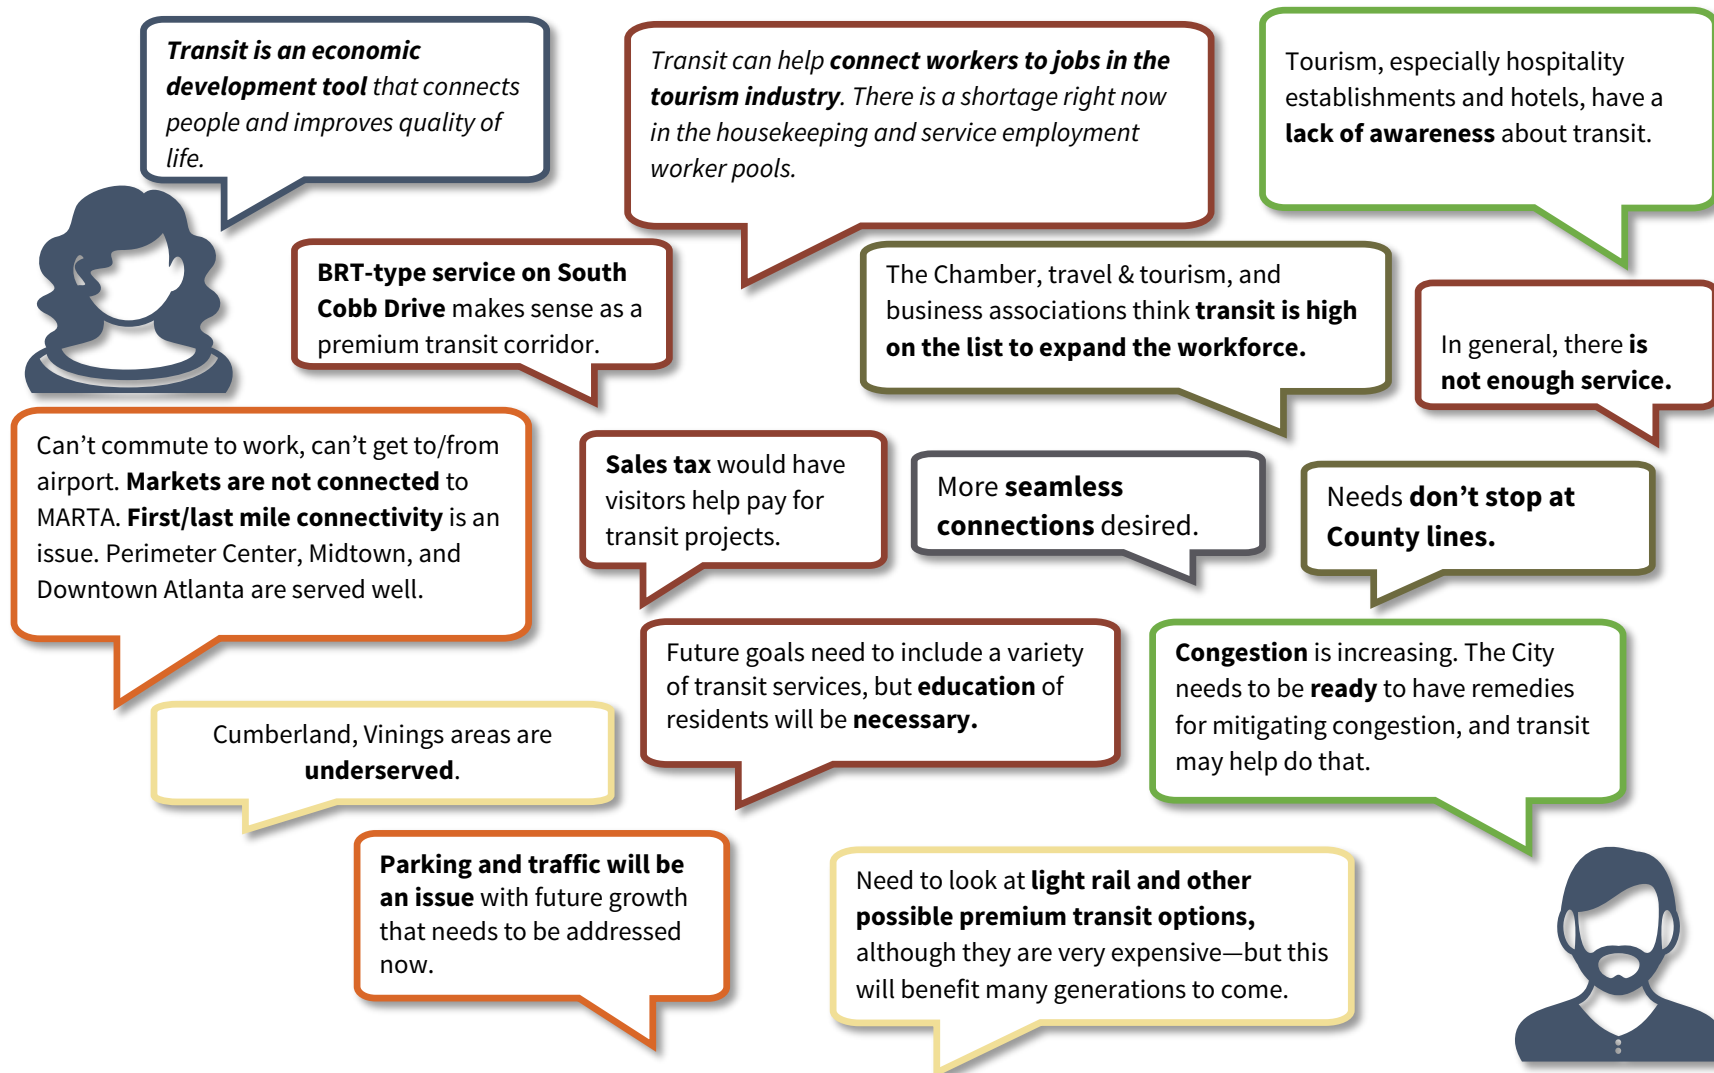 Transit is an economic
development tool that connects
people and improves quality of
life.
Transit can help connect workers to jobs in the
tourism industry. There is a shortage right now
in the housekeeping and service employment
worker pools.
Tourism, especially hospitality
establishments and hotels, have a
lack of awareness about transit.
BRT-type service on South
Cobb Drive makes sense as a
premium transit corridor.
The Chamber, travel & tourism, and
business associations think transit is high
on the list to expand the workforce.
In general, there is
not enough service.
Can’t commute to work, can’t get to/from
airport. Markets are not connected to
MARTA. First/last mile connectivity is an
issue. Perimeter Center, Midtown, and
Downtown Atlanta are served well.
Sales tax would have
visitors help pay for
transit projects.
More seamless
connections desired.
Needs don’t stop at
County lines.
Future goals need to include a variety
of transit services, but education of
residents will be necessary.
Congestion is increasing. The City
needs to be ready to have remedies
for mitigating congestion, and transit
may help do that.
Cumberland, Vinings areas are
underserved.
Parking and traffic will be
an issue with future growth
that needs to be addressed
now.
Need to look at light rail and other
possible premium transit options,
although they are very expensive—but this
will benefit many generations to come.